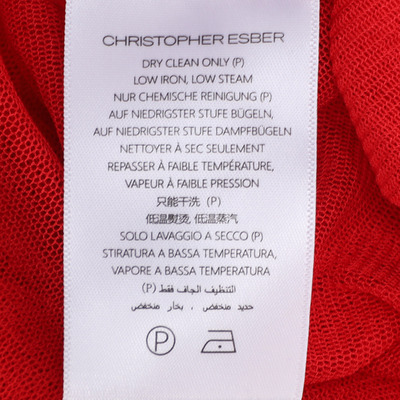 CHRISTOPHER ESBER
DRY CLEAN ONLY (P)
LOW IRON, LOW STEAM
NUR CHEMISCHE REINIGUNG (P)
AUF NIEDRIGSTER STUFE BÜGELN,
AUF NIEDRIGSTER STUFE DAMPFBÜGELN
NETTOYER À SEC SEULEMENT
REPASSER À FAIBLE TEMPÉRATURE,
VAPEUR À FAIBLE PRESSION
只能干洗 (P)
低温熨烫, 低温蒸汽
SOLO LAVAGGIO A SECCO (P)
STIRATURA A BASSA TEMPERATURA,
VAPORE A BASSA TEMPERATURA
التنظيف الجاف فقط (P)
حديد منخفض ، بخار منخفض
P